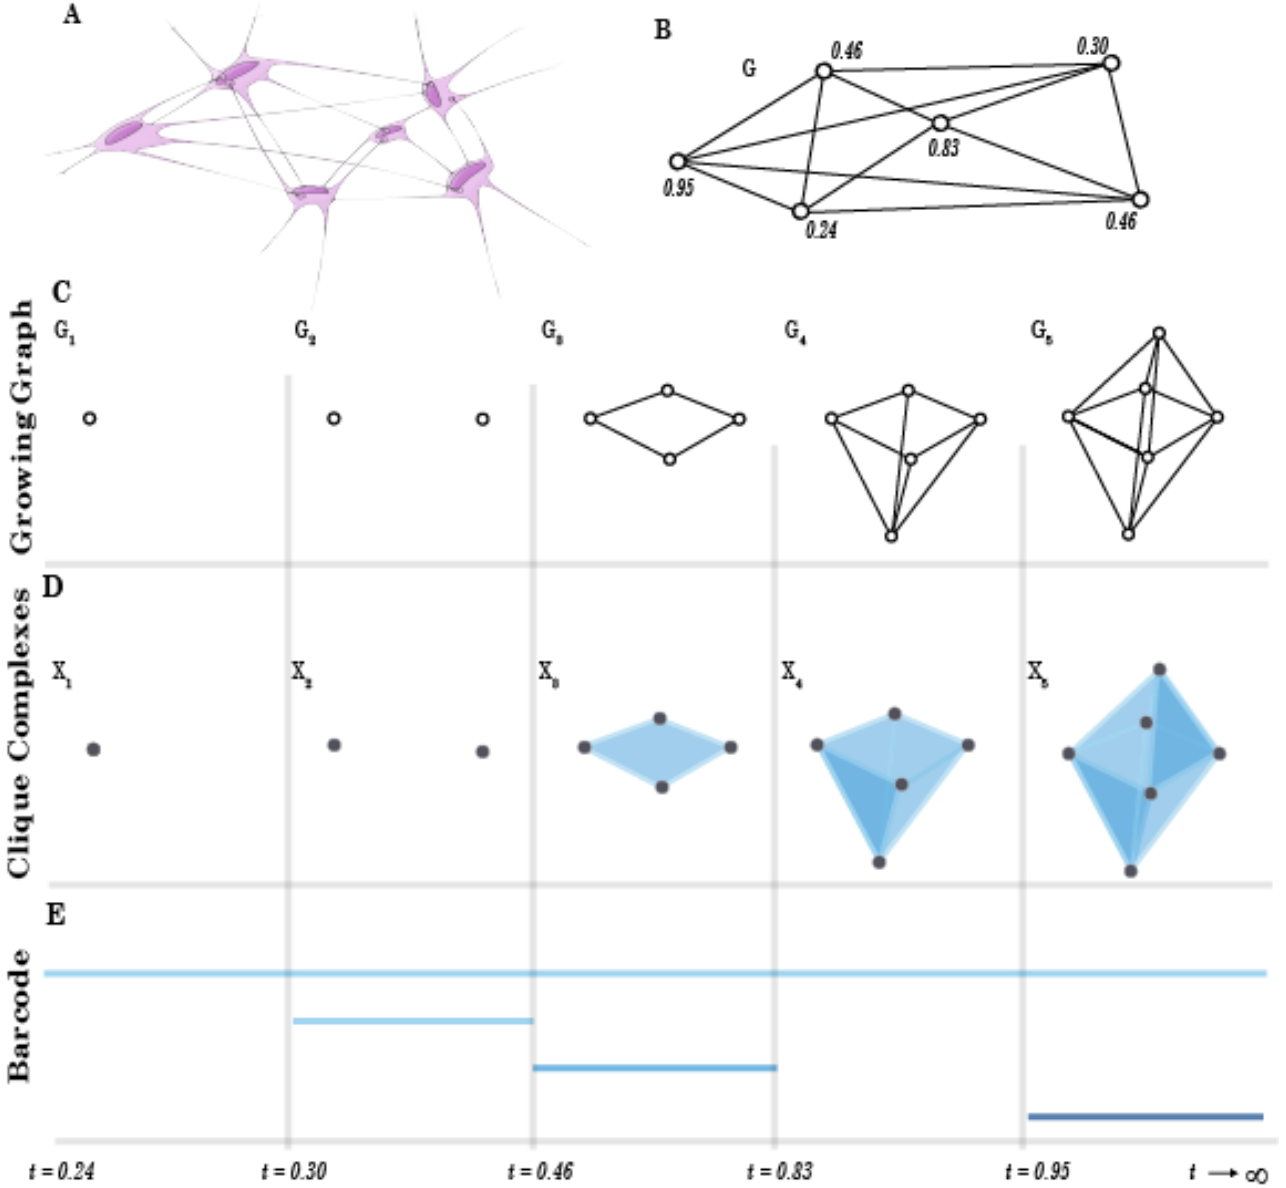 A
B
G
0.46
0.30
0.83
0.95
0.24
0.46
C
Growing Graph
G1
G2
G3
G4
G5
D
Clique Complexes
X1
X2
X3
X4
X5
E
Barcode
t = 0.24
t = 0.30
t = 0.46
t = 0.83
t = 0.95
t → ∞